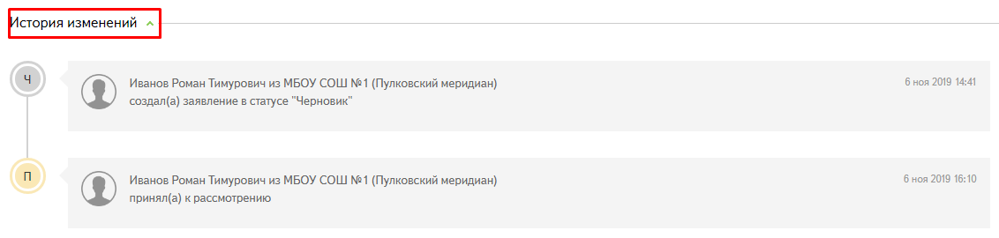 История изменений
Ч
Иванов Роман Тимурович из МБОУ СОШ №1 (Пулковский меридиан)
6 ноя 2019 14:41
создал(а) заявление в статусе "Черновик"
П
Иванов Роман Тимурович из МБОУ СОШ №1 (Пулковский меридиан)
6 ноя 2019 16:10
принял(а) к рассмотрению